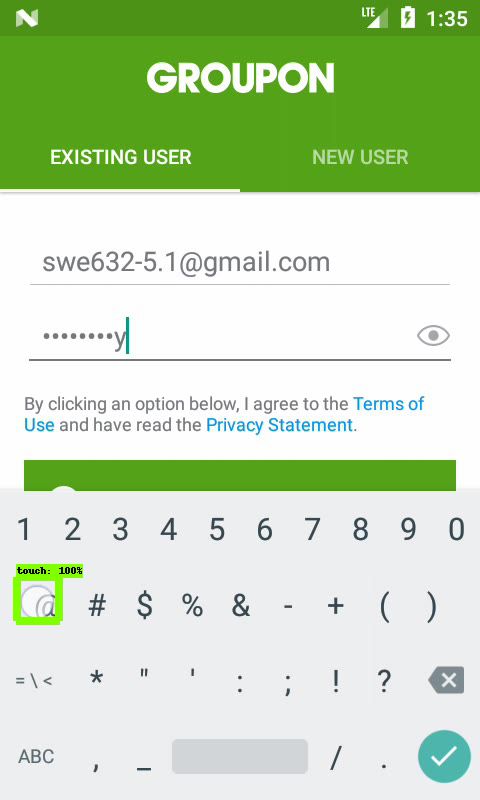 LTE 1:35
GROUPON
EXISTING USER NEW USER
swe632-5.1@gmail.com
••••••••y
By clicking an option below, I agree to the Terms of
Use and have read the Privacy Statement.
1 2 3 4 5 6 7 8 9 0
touch: 100%
@ # $ % & - + ( )
= \ < * " ' : ; ! ?
ABC , _ / .